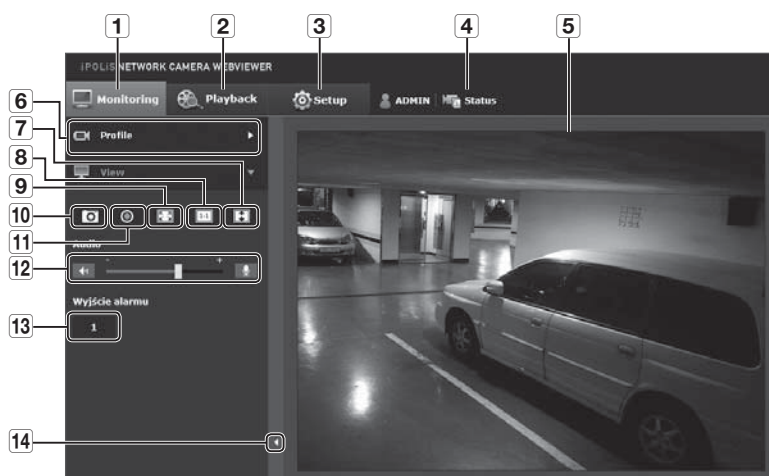 1 2 3 4 5
iPOLiS NETWORK CAMERA WEBVIEWER
Monitoring Playback Setup ADMIN Status
6 Profile
7
8 View
9
10 1:1
11
Audio
12 - +
Wyjście alarmu
13 1
14